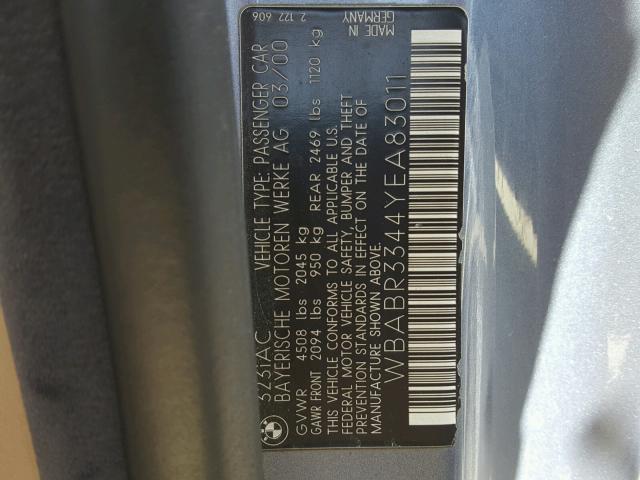 323iAC VEHICLE TYPE: PASSENGER CAR
BAYERISCHE MOTOREN WERKE AG 03/00
GVWR 4508 lbs 2045 kg
GAWR FRONT 2094 lbs 950 kg REAR 2469 lbs 1120 kg
THIS VEHICLE CONFORMS TO ALL APPLICABLE U.S.
FEDERAL MOTOR VEHICLE SAFETY, BUMPER AND THEFT
PREVENTION STANDARDS IN EFFECT ON THE DATE OF
MANUFACTURE SHOWN ABOVE.
WBABR3344YEA83011
2 122 606
MADE IN
GERMANY